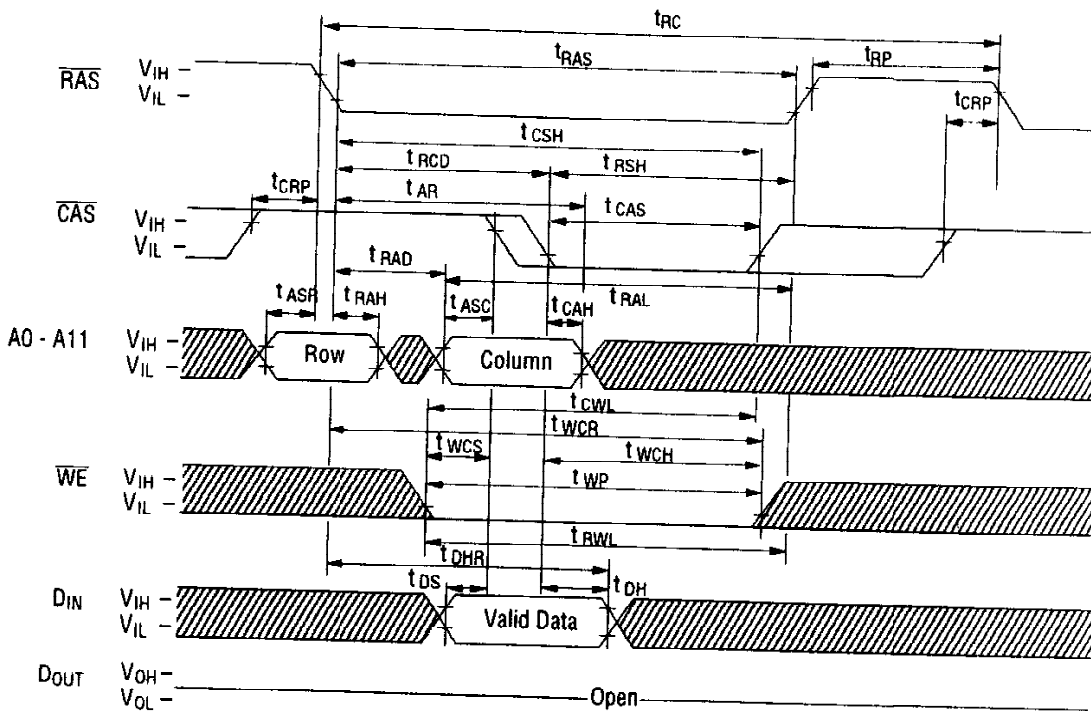 tRC
tRAS
tRP
RAS
VIH
VIL
tCRP
tCSH
tRCD
tRSH
tCRP
tAR
CAS
VIH
VIL
tCAS
tRAD
tRAL
tASR
tRAH
tASC
tCAH
A0 - A11
VIH
VIL
Row
Column
tCWL
tWCR
tWCS
tWCH
WE
VIH
VIL
tWP
tRWL
tDHR
tDS
tDH
DIN
VIH
VIL
Valid Data
DOUT
VOH
VOL
Open